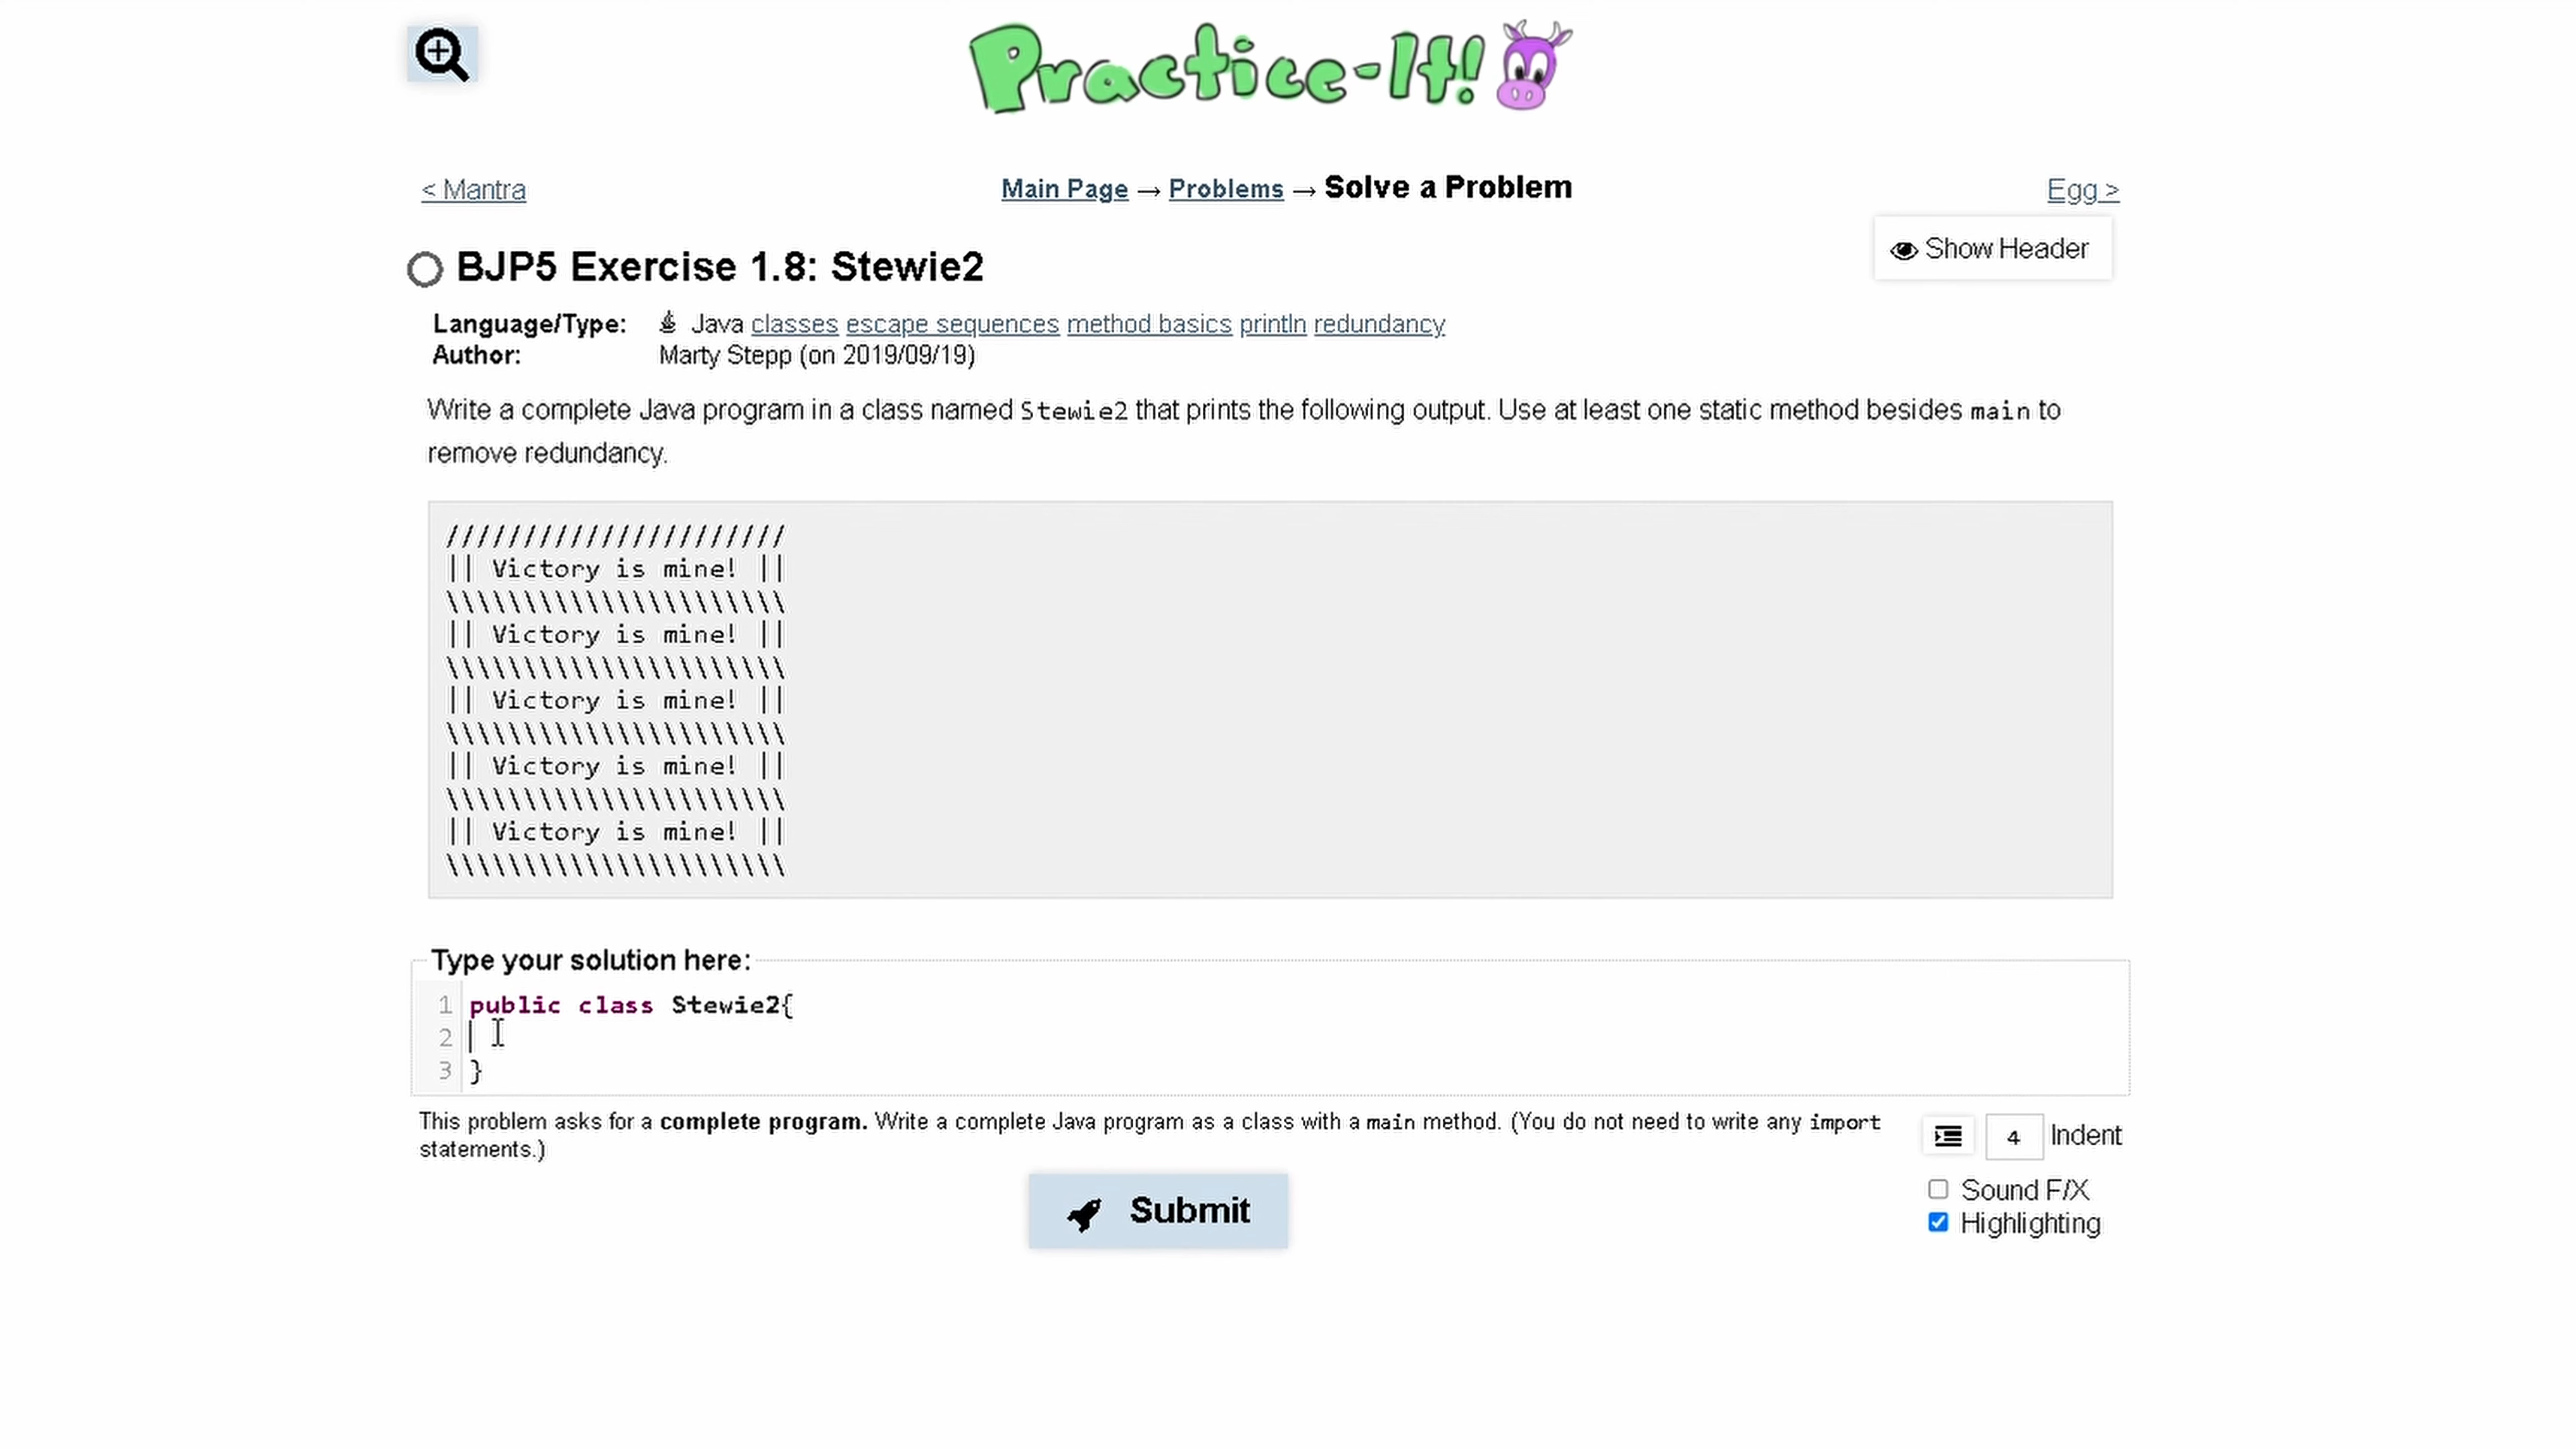 Practice-It!
< Mantra
Main Page → Problems → Solve a Problem
Egg >
Show Header
BJP5 Exercise 1.8: Stewie2
Language/Type: Java classes escape sequences method basics println redundancy
Author: Marty Stepp (on 2019/09/19)
Write a complete Java program in a class named Stewie2 that prints the following output. Use at least one static method besides main to
remove redundancy.
//////////////////////
|| Victory is mine! ||
\\\\\\\\\\\\\\\\\\\\\\
|| Victory is mine! ||
\\\\\\\\\\\\\\\\\\\\\\
|| Victory is mine! ||
\\\\\\\\\\\\\\\\\\\\\\
|| Victory is mine! ||
\\\\\\\\\\\\\\\\\\\\\\
|| Victory is mine! ||
\\\\\\\\\\\\\\\\\\\\\\
Type your solution here:
1 public class Stewie2{
2
3 }
This problem asks for a complete program. Write a complete Java program as a class with a main method. (You do not need to write any import
statements.)
4 Indent
Submit
Sound F/X
Highlighting